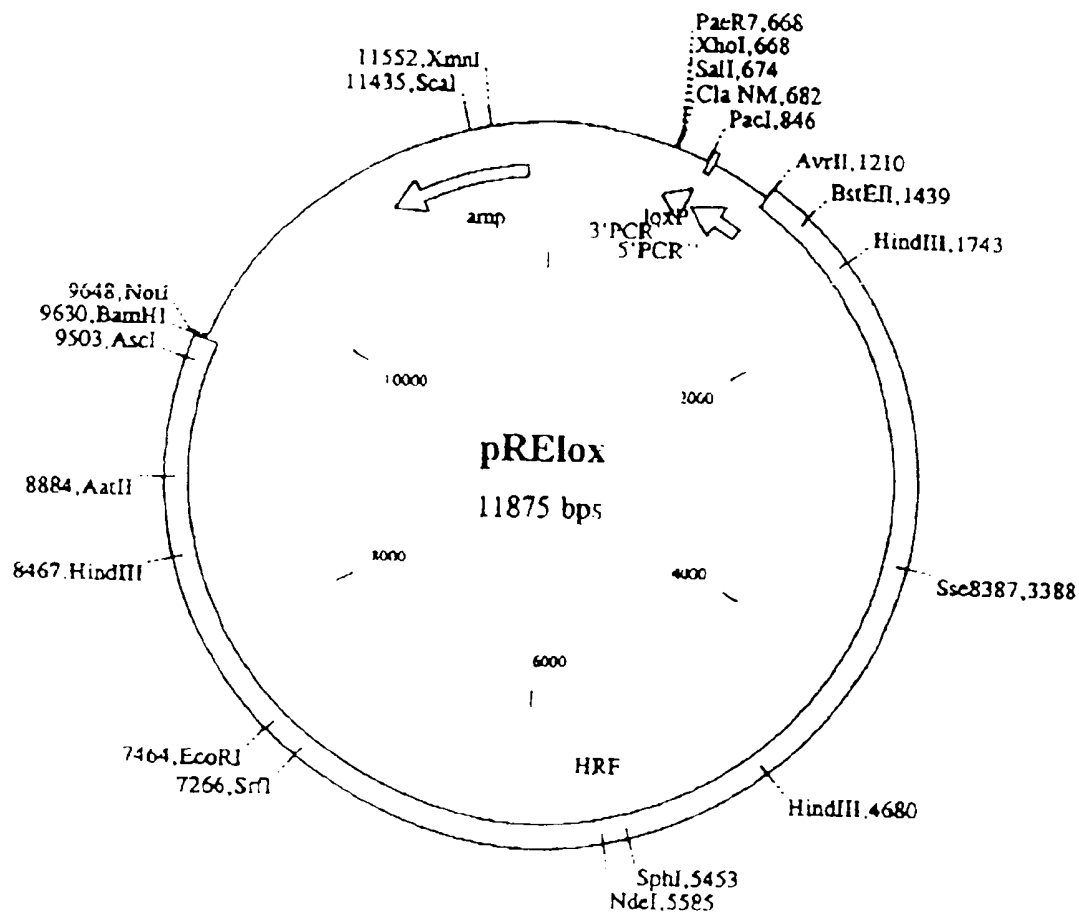 PaeR7,668
XhoI,668
SalI,674
Cla NM,682
PacI,846
11552,XmnI
11435,ScaI
AvrII,1210
BstEII,1439
HindIII,1743
amp
loxP
3'PCR
5'PCR
9648,NotI
9630,BamHI
9503,AscI
10000
2000
pRElox
11875 bps
8884,AatII
8000
4000
8467,HindIII
Sse8387,3388
6000
7464,EcoRI
7266,SrfI
HRF
HindIII,4680
SphI,5453
NdeI,5585